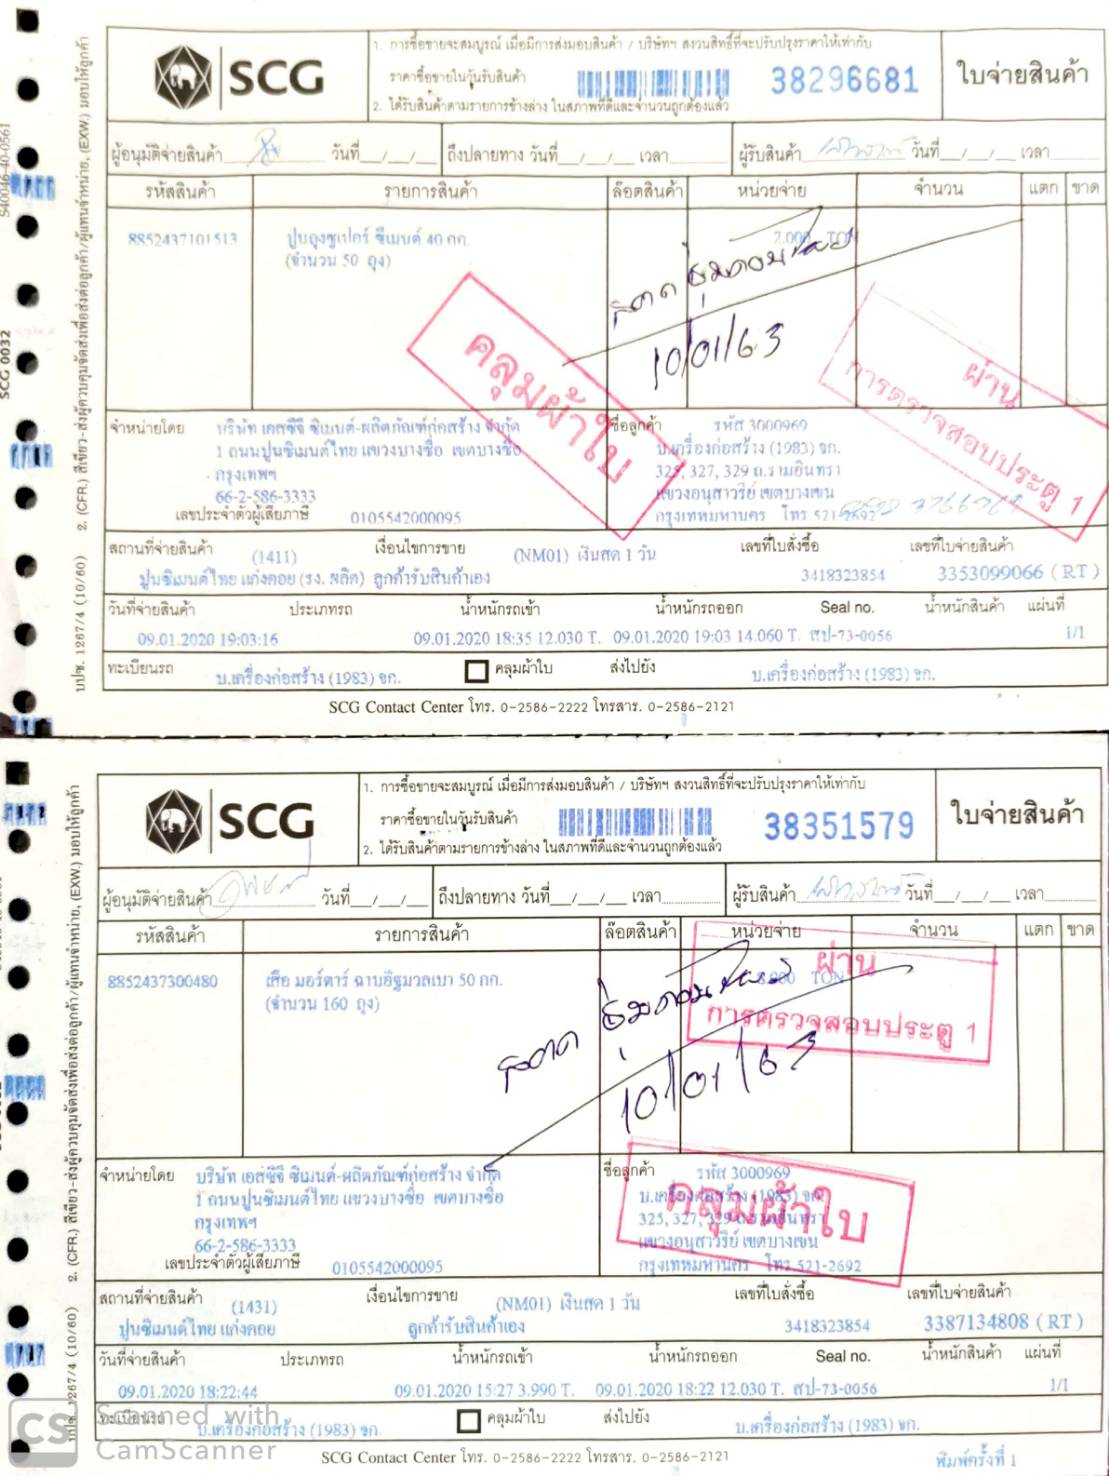 SCG
1. การซื้อขายจะสมบูรณ์ เมื่อมีการส่งมอบสินค้า / บริษัทฯ สงวนสิทธิ์ที่จะปรับปรุงราคาให้เท่ากับ
ราคาซื้อขายในวันรับสินค้า
2. ได้รับสินค้าตามรายการข้างล่าง ในสภาพที่ดีและจำนวนถูกต้องแล้ว
38296681
ใบจ่ายสินค้า
ผู้อนุมัติจ่ายสินค้า วันที่__/__/__ ถึงปลายทาง วันที่__/__/__ เวลา ผู้รับสินค้า วันที่__/__/__ เวลา
รหัสสินค้า รายการสินค้า ล๊อตสินค้า หน่วยจ่าย จำนวน แตก ขาด
8852437101513 ปูนถุงซูเปอร์ ซีเมนต์ 40 กก. 2.000 TON
(จำนวน 50 ถุง)
10/01/63
คลุมผ้าใบ
ผ่าน
การตรวจสอบประตู 1
จำหน่ายโดย บริษัท เอสซีจี ซิเมนต์-ผลิตภัณฑ์ก่อสร้าง จำกัด ชื่อลูกค้า รหัส 3000969
1 ถนนปูนซิเมนต์ไทย แขวงบางซื่อ เขตบางซื่อ บ.เครื่องก่อสร้าง (1983) จก.
กรุงเทพฯ 325, 327, 329 ถ.รามอินทรา
66-2-586-3333 แขวงอนุสาวรีย์ เขตบางเขน
เลขประจำตัวผู้เสียภาษี 0105542000095 กรุงเทพมหานคร โทร.521-2692
สถานที่จ่ายสินค้า (1411) เงื่อนไขการขาย (NM01) เงินสด 1 วัน เลขที่ใบสั่งซื้อ เลขที่ใบจ่ายสินค้า
ปูนซิเมนต์ไทย แก่งคอย (รง. ผลิต) ลูกค้ารับสินค้าเอง 3418323854 3353099066 (RT)
วันที่จ่ายสินค้า ประเภทรถ น้ำหนักรถเข้า น้ำหนักรถออก Seal no. น้ำหนักสินค้า แผ่นที่
09.01.2020 19:03:16 09.01.2020 18:35 12.030 T. 09.01.2020 19:03 14.060 T. สป-73-0056 1/1
ทะเบียนรถ บ.เครื่องก่อสร้าง (1983) จก. คลุมผ้าใบ ส่งไปยัง บ.เครื่องก่อสร้าง (1983) จก.
SCG Contact Center โทร. 0-2586-2222 โทรสาร. 0-2586-2121
บปช. 1267/4 (10/60) 2. (CFR.) สีเขียว-ส่งผู้ควบคุมจัดส่งเพื่อส่งต่อลูกค้า/ผู้แทนจำหน่าย, (EXW.) มอบให้ลูกค้า
SCG 0032
SCG
1. การซื้อขายจะสมบูรณ์ เมื่อมีการส่งมอบสินค้า / บริษัทฯ สงวนสิทธิ์ที่จะปรับปรุงราคาให้เท่ากับ
ราคาซื้อขายในวันรับสินค้า
2. ได้รับสินค้าตามรายการข้างล่าง ในสภาพที่ดีและจำนวนถูกต้องแล้ว
38351579
ใบจ่ายสินค้า
ผู้อนุมัติจ่ายสินค้า วันที่__/__/__ ถึงปลายทาง วันที่__/__/__ เวลา ผู้รับสินค้า วันที่__/__/__ เวลา
รหัสสินค้า รายการสินค้า ล๊อตสินค้า หน่วยจ่าย จำนวน แตก ขาด
8852437300480 เสือ มอร์ตาร์ ฉาบอิฐมวลเบา 50 กก. 8.000 TON
(จำนวน 160 ถุง)
ผ่าน
การตรวจสอบประตู 1
10/01/63
คลุมผ้าใบ
จำหน่ายโดย บริษัท เอสซีจี ซิเมนต์-ผลิตภัณฑ์ก่อสร้าง จำกัด ชื่อลูกค้า รหัส 3000969
1 ถนนปูนซิเมนต์ไทย แขวงบางซื่อ เขตบางซื่อ บ.เครื่องก่อสร้าง (1983) จก.
กรุงเทพฯ 325, 327, 329 ถ.รามอินทรา
66-2-586-3333 แขวงอนุสาวรีย์ เขตบางเขน
เลขประจำตัวผู้เสียภาษี 0105542000095 กรุงเทพมหานคร โทร.521-2692
สถานที่จ่ายสินค้า (1431) เงื่อนไขการขาย (NM01) เงินสด 1 วัน เลขที่ใบสั่งซื้อ เลขที่ใบจ่ายสินค้า
ปูนซิเมนต์ไทย แก่งคอย ลูกค้ารับสินค้าเอง 3418323854 3387134808 (RT)
วันที่จ่ายสินค้า ประเภทรถ น้ำหนักรถเข้า น้ำหนักรถออก Seal no. น้ำหนักสินค้า แผ่นที่
09.01.2020 18:22:44 09.01.2020 15:27 3.990 T. 09.01.2020 18:22 12.030 T. สป-73-0056 1/1
ทะเบียนรถ บ.เครื่องก่อสร้าง (1983) จก. คลุมผ้าใบ ส่งไปยัง บ.เครื่องก่อสร้าง (1983) จก.
SCG Contact Center โทร. 0-2586-2222 โทรสาร. 0-2586-2121 พิมพ์ครั้งที่ 1
บปช. 1267/4 (10/60) 2. (CFR.) สีเขียว-ส่งผู้ควบคุมจัดส่งเพื่อส่งต่อลูกค้า/ผู้แทนจำหน่าย, (EXW.) มอบให้ลูกค้า
CS Scanned with
CamScanner